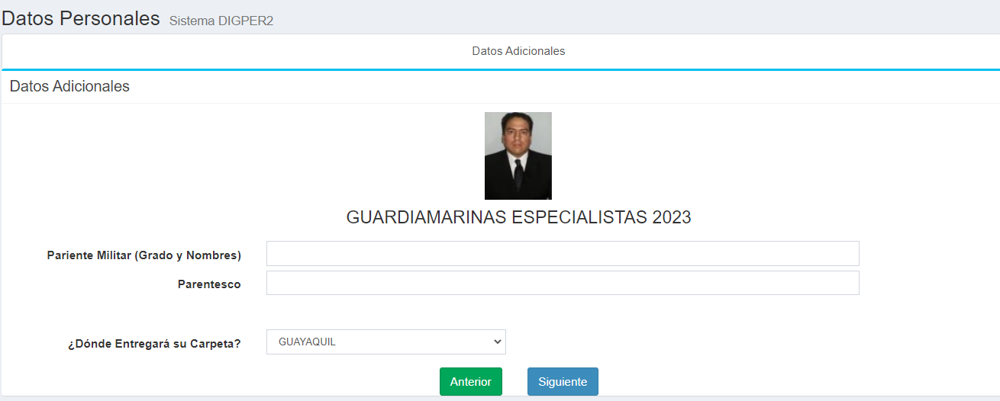 Datos Personales Sistema DIGPER2
Datos Adicionales
Datos Adicionales
GUARDIAMARINAS ESPECIALISTAS 2023
Pariente Militar (Grado y Nombres)
Parentesco
¿Dónde Entregará su Carpeta? GUAYAQUIL
Anterior Siguiente